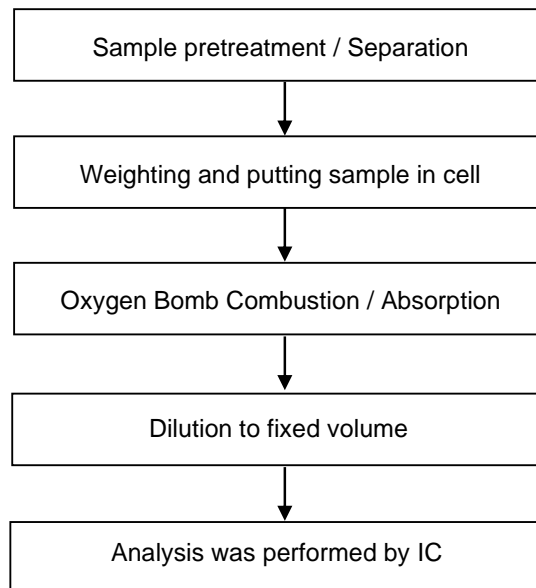 Sample pretreatment / Separation
Weighting and putting sample in cell
Oxygen Bomb Combustion / Absorption
Dilution to fixed volume
Analysis was performed by IC